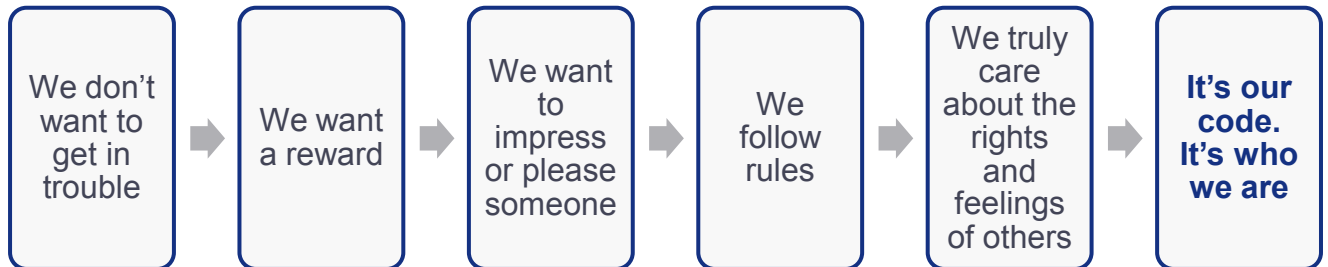 We don’t
want to
get in
trouble
We want
a reward
We want
to
impress
or please
someone
We
follow
rules
We truly
care
about the
rights
and
feelings
of others
It’s our
code.
It’s who
we are